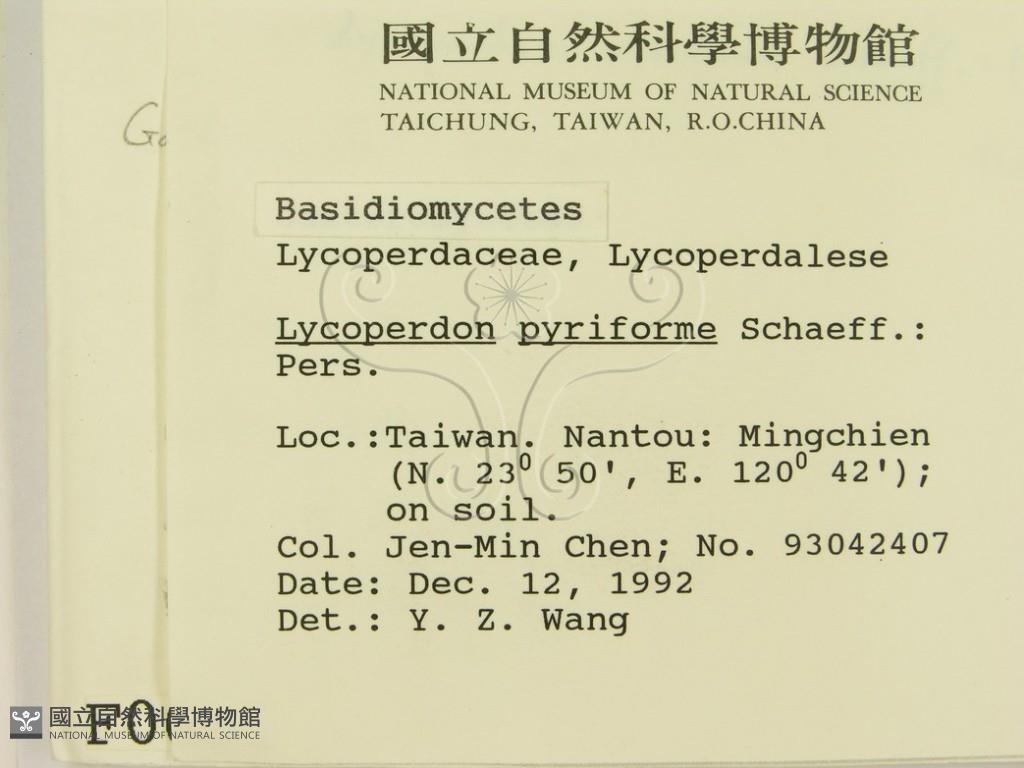 國立自然科學博物館
NATIONAL MUSEUM OF NATURAL SCIENCE
TAICHUNG, TAIWAN, R.O.CHINA
Basidiomycetes
Lycoperdaceae, Lycoperdalese
Lycoperdon pyriforme Schaeff.:
Pers.
Loc.:Taiwan. Nantou: Mingchien
(N. 23⁰ 50', E. 120⁰ 42');
on soil.
Col. Jen-Min Chen; No. 93042407
Date: Dec. 12, 1992
Det.: Y. Z. Wang
國立自然科學博物館
NATIONAL MUSEUM OF NATURAL SCIENCE